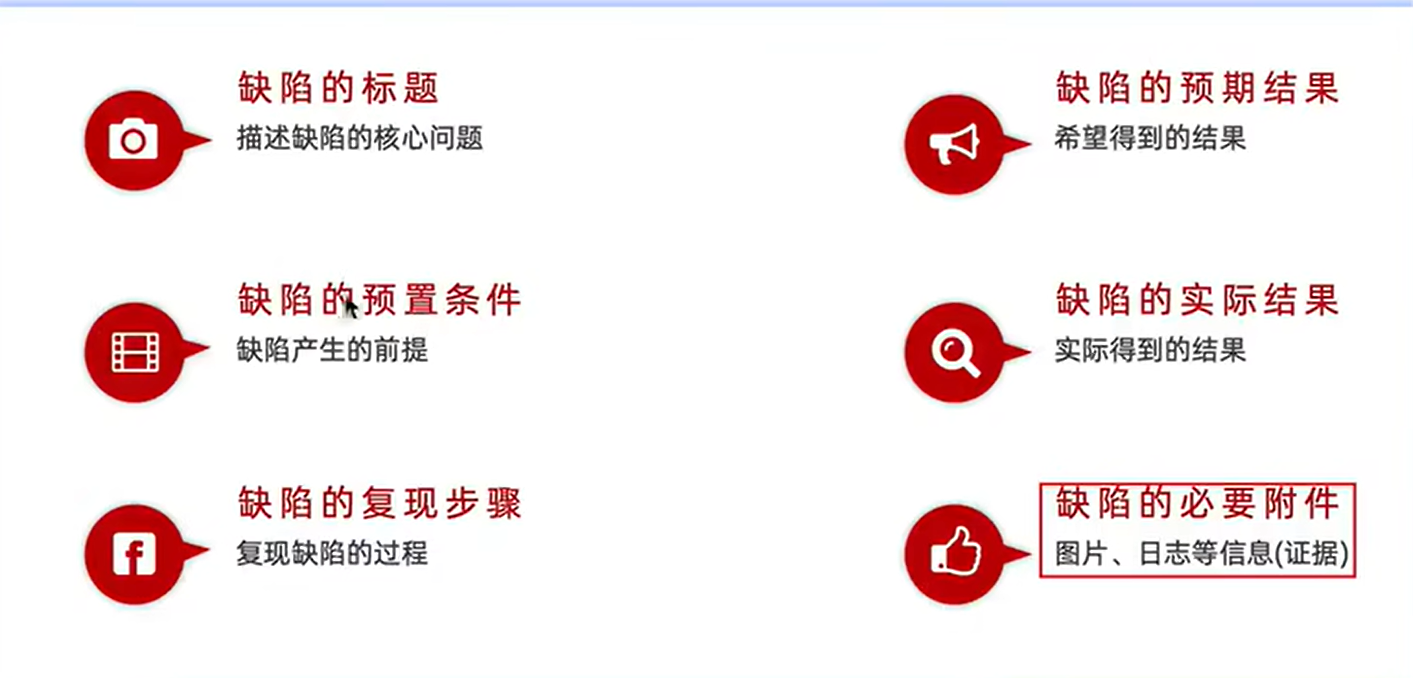 缺陷的标题
描述缺陷的核心问题
缺陷的预置条件
缺陷产生的前提
缺陷的复现步骤
复现缺陷的过程
缺陷的预期结果
希望得到的结果
缺陷的实际结果
实际得到的结果
缺陷的必要附件
图片、日志等信息(证据)